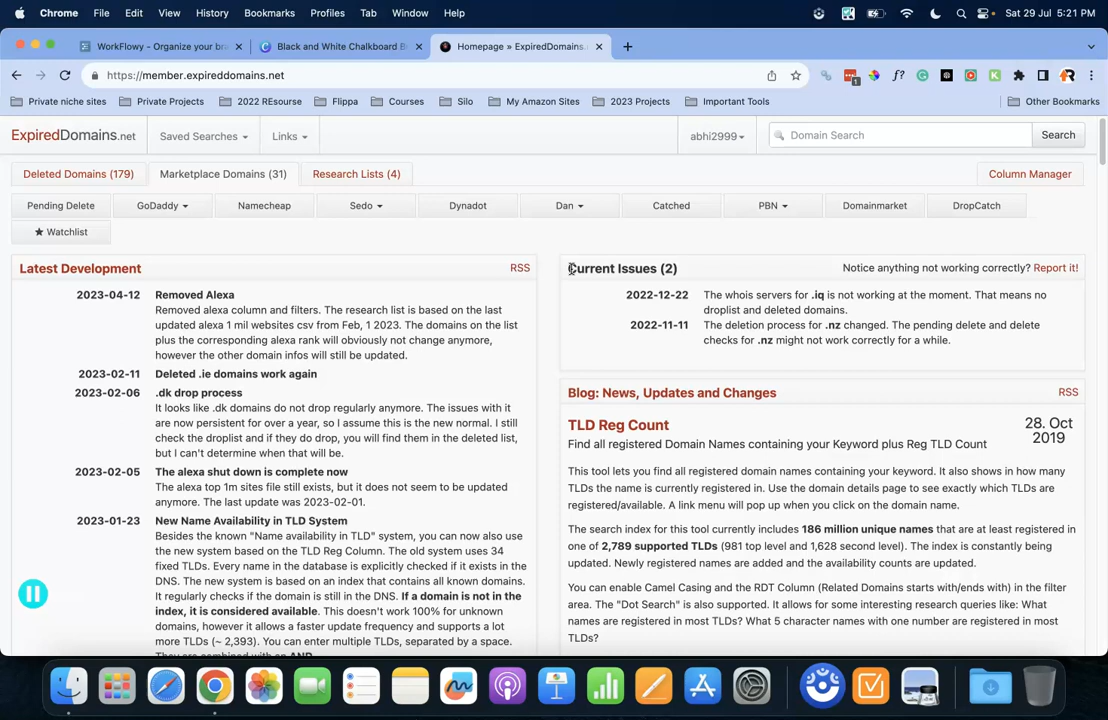 Chrome File Edit View History Bookmarks Profiles Tab Window Help Sat 29 Jul 5:21 PM
WorkFlowy - Organize your bra Black and White Chalkboard B Homepage » ExpiredDomains.
https://member.expireddomains.net
Private niche sites Private Projects 2022 REsourse Flippa Courses Silo My Amazon Sites 2023 Projects Important Tools Other Bookmarks
ExpiredDomains.net Saved Searches Links abhi2999 Domain Search Search
Deleted Domains (179) Marketplace Domains (31) Research Lists (4) Column Manager
Pending Delete GoDaddy Namecheap Sedo Dynadot Dan Catched PBN Domainmarket DropCatch
Watchlist
Latest Development RSS
2023-04-12 Removed Alexa
Removed alexa column and filters. The research list is based on the last
updated alexa 1 mil websites csv from Feb, 1 2023. The domains on the list
plus the corresponding alexa rank will obviously not change anymore,
however the other domain infos will still be updated.
2023-02-11 Deleted .ie domains work again
2023-02-06 .dk drop process
It looks like .dk domains do not drop regularly anymore. The issues with it
are now persistent for over a year, so I assume this is the new normal. I still
check the droplist and if they do drop, you will find them in the deleted list,
but I can't determine when that will be.
2023-02-05 The alexa shut down is complete now
The alexa top 1m sites file still exists, but it does not seem to be updated
anymore. The last update was 2023-02-01.
2023-01-23 New Name Availability in TLD System
Besides the known "Name availability in TLD" system, you can now also use
the new system based on the TLD Reg Column. The old system uses 34
fixed TLDs. Every name in the database is explicitly checked if it exists in the
DNS. The new system is based on an index that contains all known domains.
It regularly checks if the domain is still in the DNS. If a domain is not in the
index, it is considered available. This doesn't work 100% for unknown
domains, however it allows a faster update frequency and supports a lot
more TLDs (~ 2,393). You can enter multiple TLDs, separated by a space.
They are combined with an AND.
Current Issues (2) Notice anything not working correctly? Report it!
2022-12-22 The whois servers for .iq is not working at the moment. That means no
droplist and deleted domains.
2022-11-11 The deletion process for .nz changed. The pending delete and delete
checks for .nz might not work correctly for a while.
Blog: News, Updates and Changes RSS
TLD Reg Count 28. Oct
2019
Find all registered Domain Names containing your Keyword plus Reg TLD Count
This tool lets you find all registered domain names containing your keyword. It also shows in how many
TLDs the name is currently registered in. Use the domain details page to see exactly which TLDs are
registered/available. A link menu will pop up when you click on the domain name.
The search index for this tool currently includes 186 million unique names that are at least registered in
one of 2,789 supported TLDs (981 top level and 1,628 second level). The index is constantly being
updated. Newly registered names are added and the availability counts are updated.
You can enable Camel Casing and the RDT Column (Related Domains starts with/ends with) in the filter
area. The "Dot Search" is also supported. It allows for some interesting research queries like: What
names are registered in most TLDs? What 5 character names with one number are registered in most
TLDs?